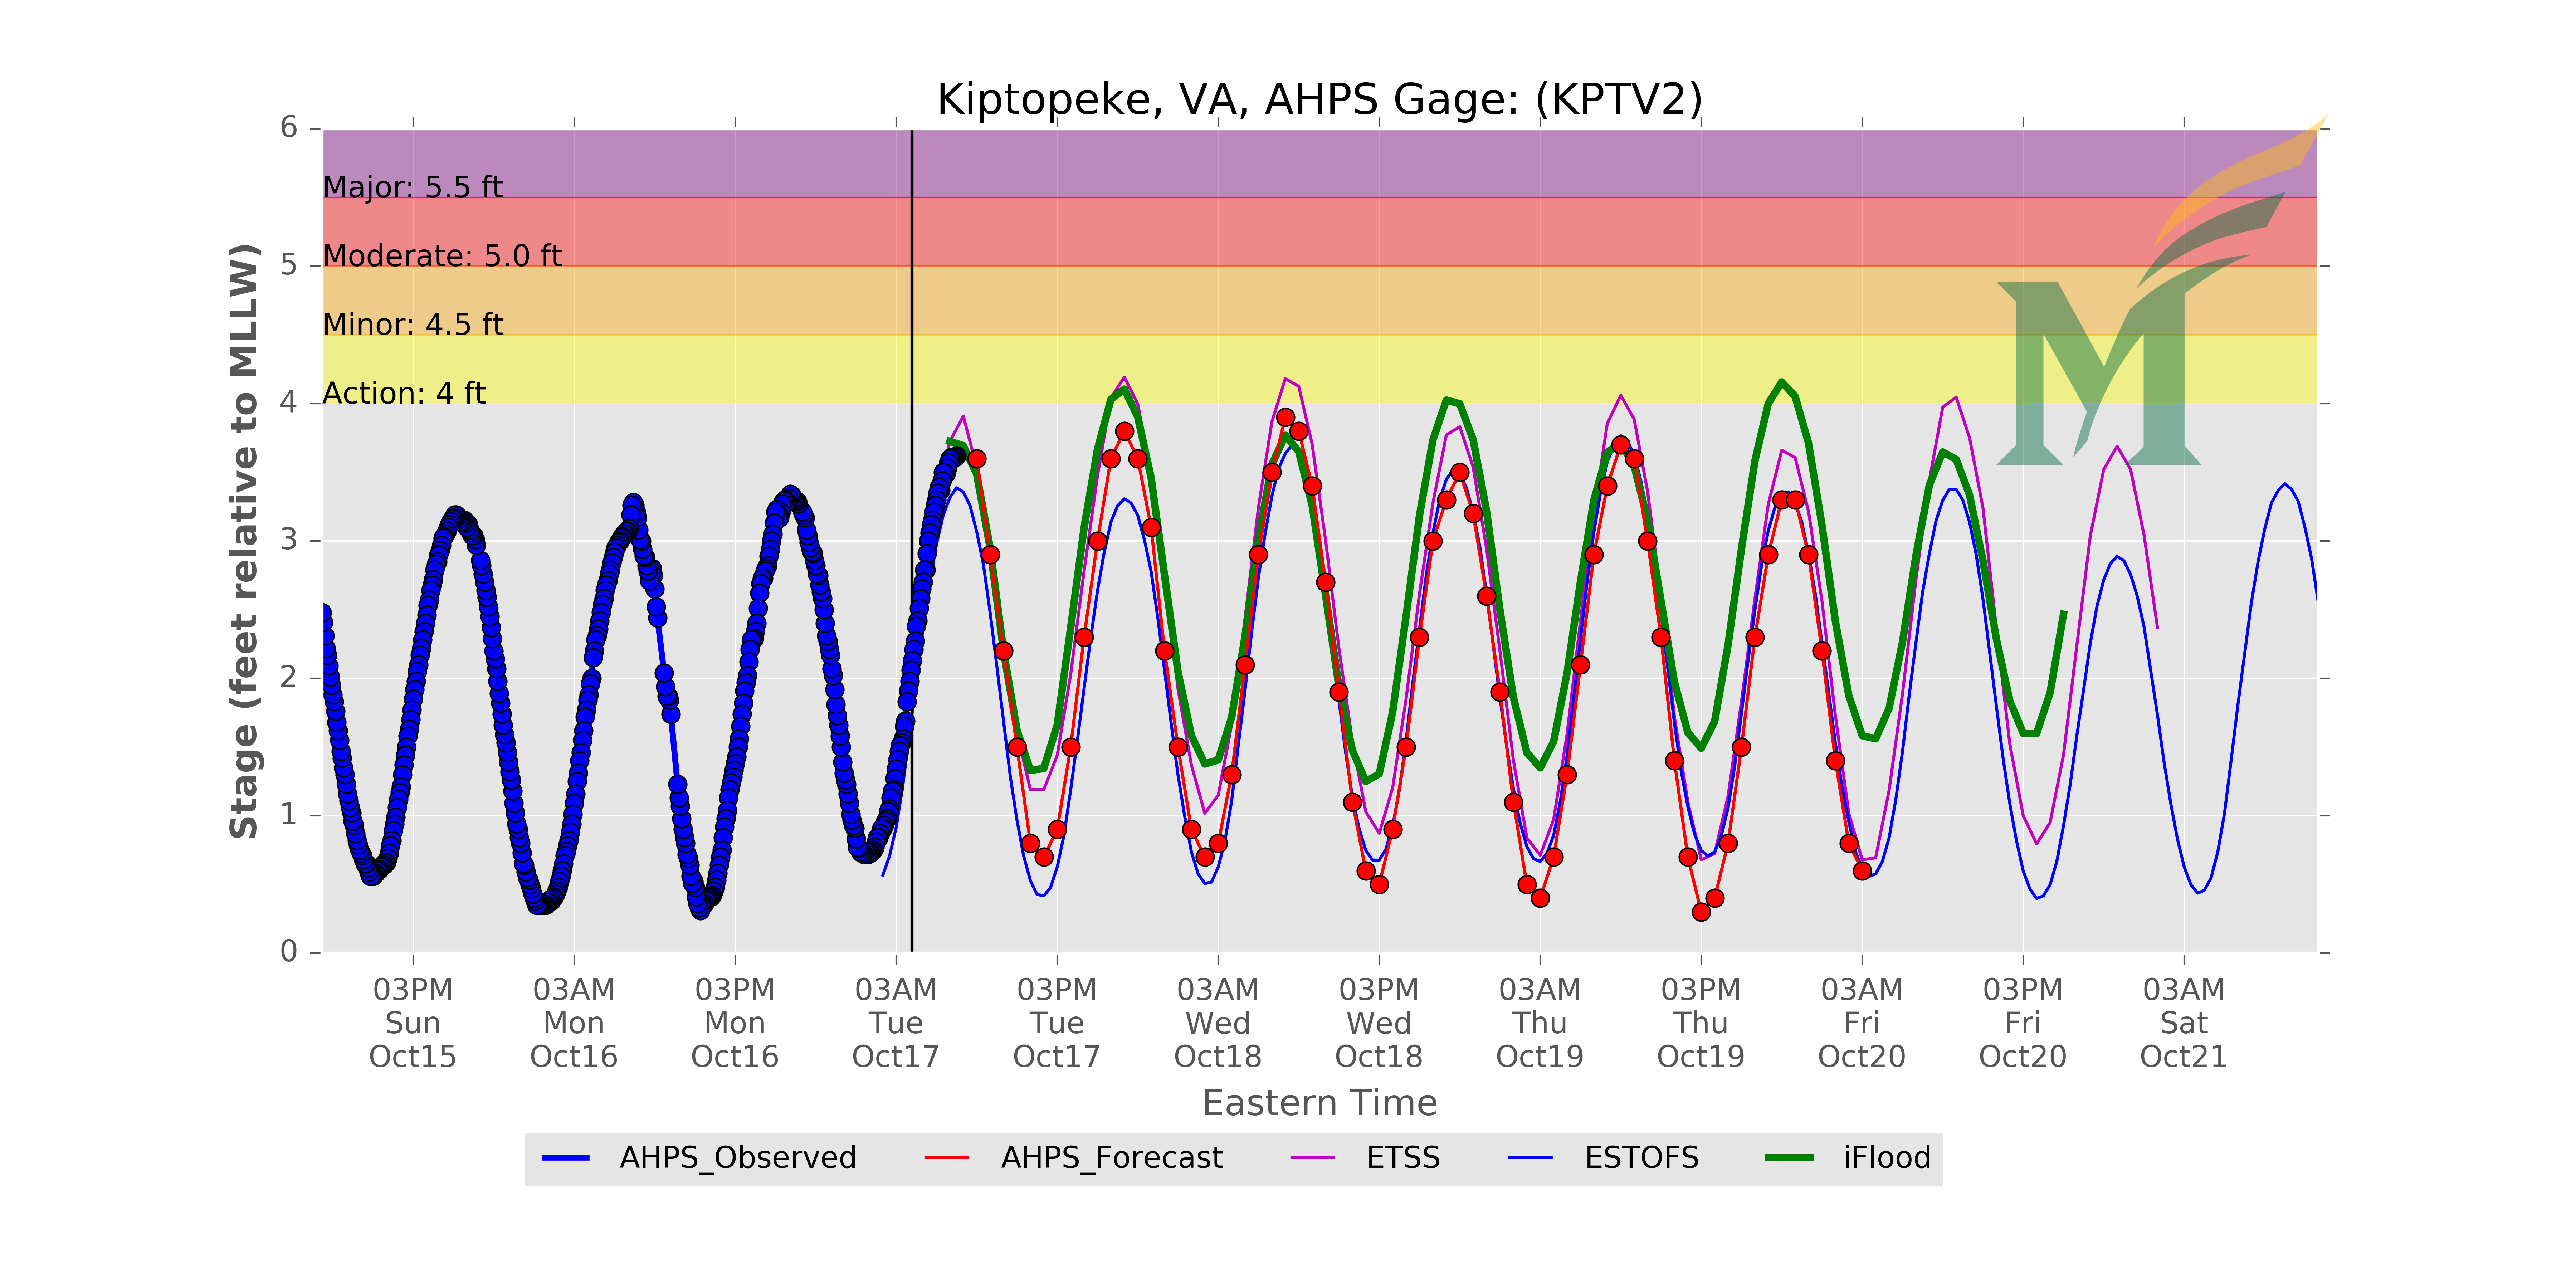 Kiptopeke, VA, AHPS Gage: (KPTV2)
Stage (feet relative to MLLW)
6
5
4
3
2
1
0
Major: 5.5 ft
Moderate: 5.0 ft
Minor: 4.5 ft
Action: 4 ft
M
03PM 03AM 03PM 03AM 03PM 03AM 03PM 03AM 03PM 03AM 03PM 03AM
Sun Mon Mon Tue Tue Wed Wed Thu Thu Fri Fri Sat
Oct15 Oct16 Oct16 Oct17 Oct17 Oct18 Oct18 Oct19 Oct19 Oct20 Oct20 Oct21
Eastern Time
AHPS_Observed AHPS_Forecast ETSS ESTOFS iFlood